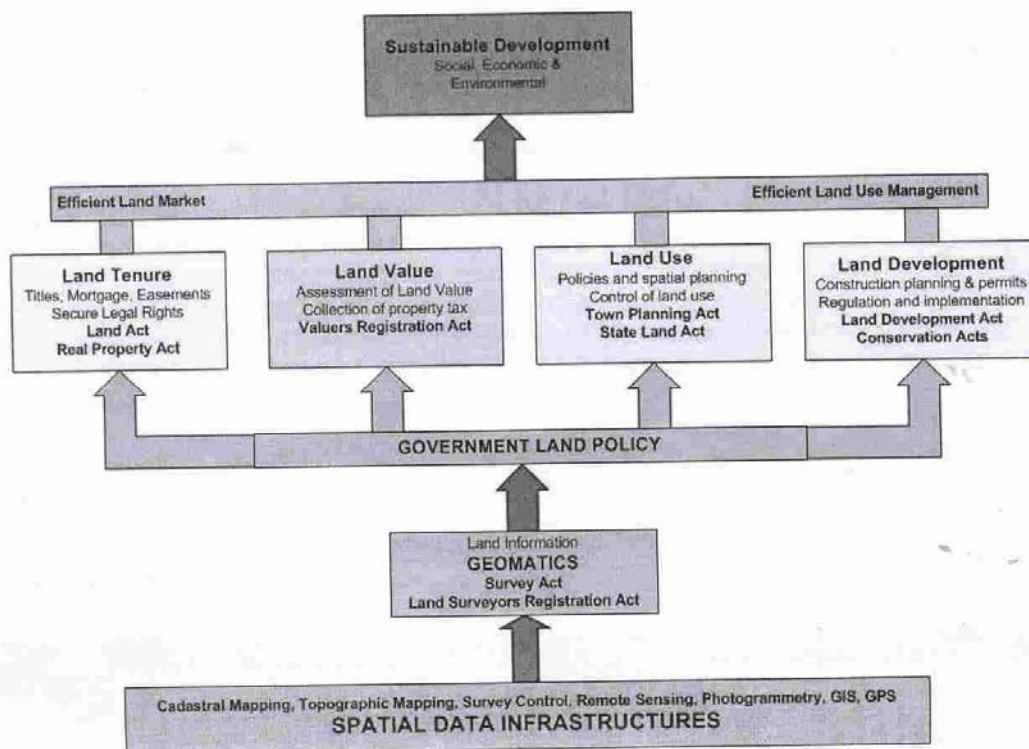 Sustainable Development
Social, Economic &
Environmental
Efficient Land Market
Efficient Land Use Management
Land Tenure
Titles, Mortgage, Easements
Secure Legal Rights
Land Act
Real Property Act
Land Value
Assessment of Land Value
Collection of property tax
Valuers Registration Act
Land Use
Policies and spatial planning
Control of land use
Town Planning Act
State Land Act
Land Development
Construction planning & permits
Regulation and implementation
Land Development Act
Conservation Acts
GOVERNMENT LAND POLICY
Land Information
GEOMATICS
Survey Act
Land Surveyors Registration Act
Cadastral Mapping, Topographic Mapping, Survey Control, Remote Sensing, Photogrammetry, GIS, GPS
SPATIAL DATA INFRASTRUCTURES